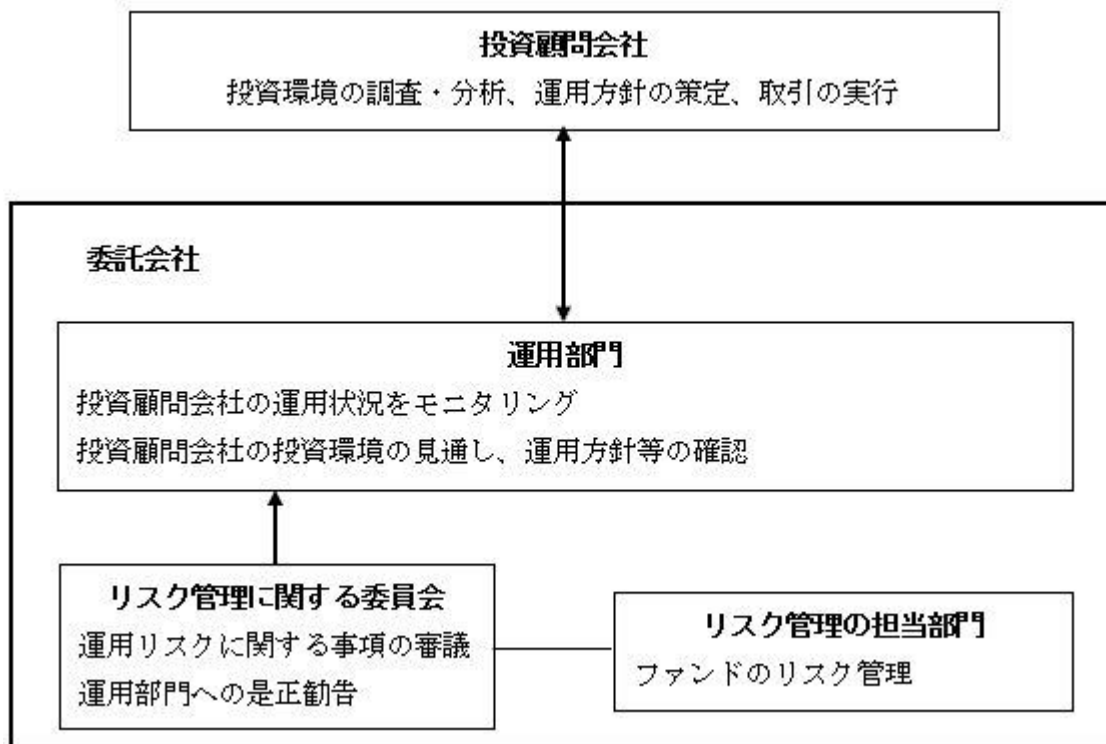 投資顧問会社
投資環境の調査・分析、運用方針の策定、取引の実行
委託会社
運用部門
投資顧問会社の運用状況をモニタリング
投資顧問会社の投資環境の見通し、運用方針等の確認
リスク管理に関する委員会
運用リスクに関する事項の審議
運用部門への是正勧告
リスク管理の担当部門
ファンドのリスク管理